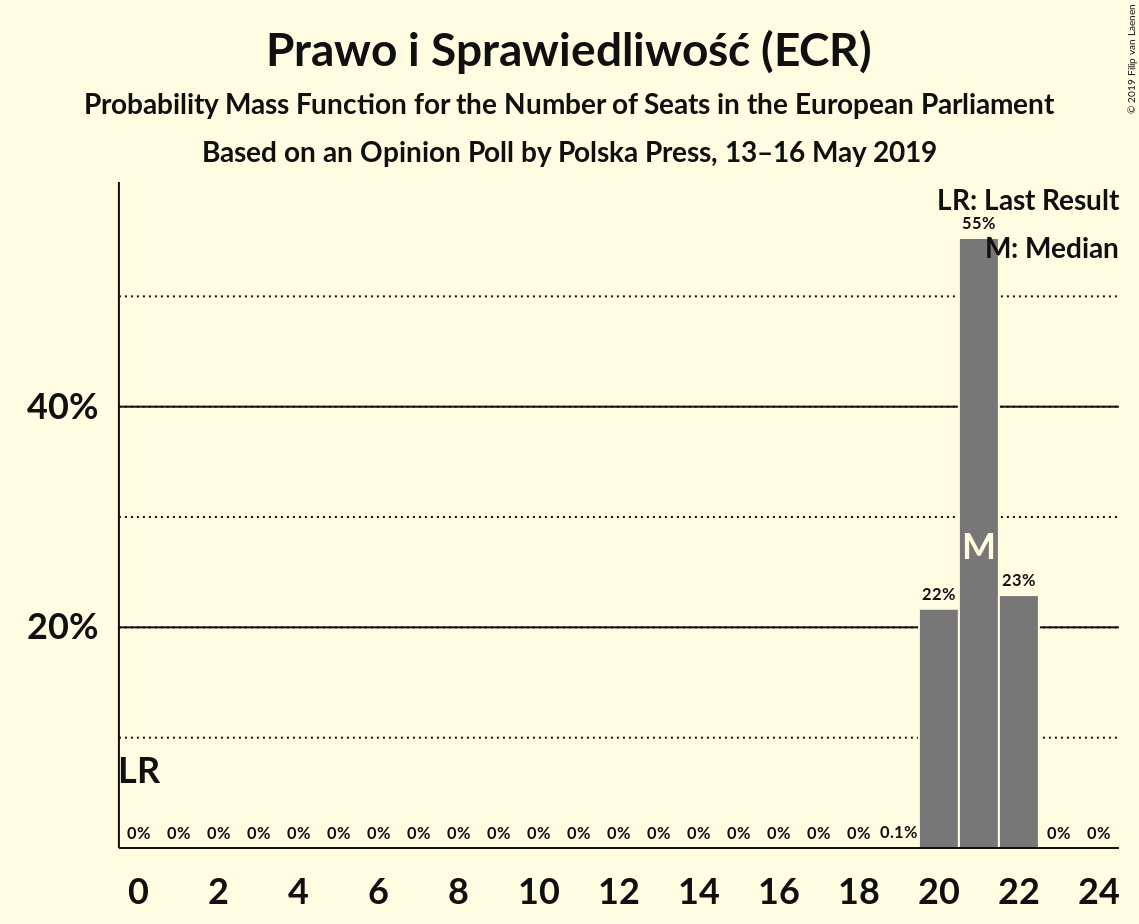 Prawo i Sprawiedliwość (ECR)
Probability Mass Function for the Number of Seats in the European Parliament
Based on an Opinion Poll by Polska Press, 13–16 May 2019
© 2019 Filip van Laenen
LR: Last Result
55%
M: Median
40%
M
23%
22%
20%
LR
0% 0% 0% 0% 0% 0% 0% 0% 0% 0% 0% 0% 0% 0% 0% 0% 0% 0% 0% 0.1% 0% 0%
0 2 4 6 8 10 12 14 16 18 20 22 24